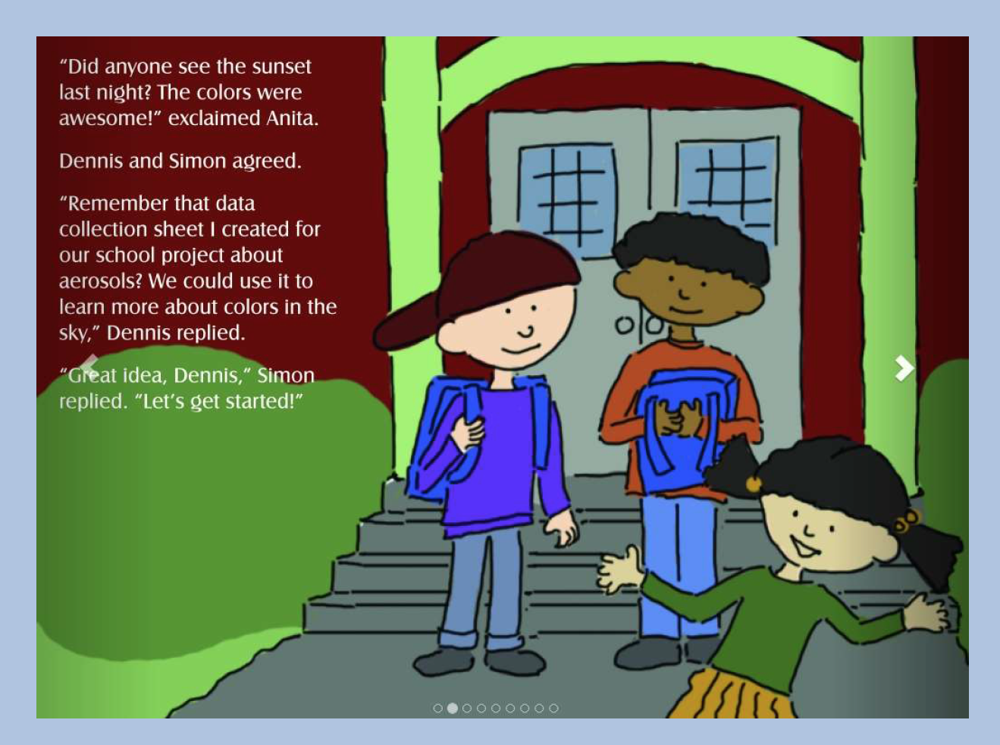 “Did anyone see the sunset
last night? The colors were
awesome!” exclaimed Anita.
Dennis and Simon agreed.
“Remember that data
collection sheet I created for
our school project about
aerosols? We could use it to
learn more about colors in the
sky,” Dennis replied.
“Great idea, Dennis,” Simon
replied. “Let’s get started!”